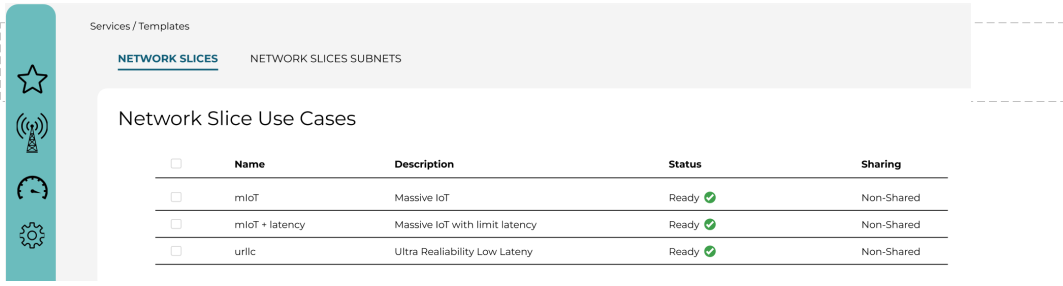 Services / Templates
NETWORK SLICES NETWORK SLICES SUBNETS
Network Slice Use Cases
Name Description Status Sharing
mIoT Massive IoT Ready Non-Shared
mIoT + latency Massive IoT with limit latency Ready Non-Shared
urllc Ultra Realiability Low Lateny Ready Non-Shared